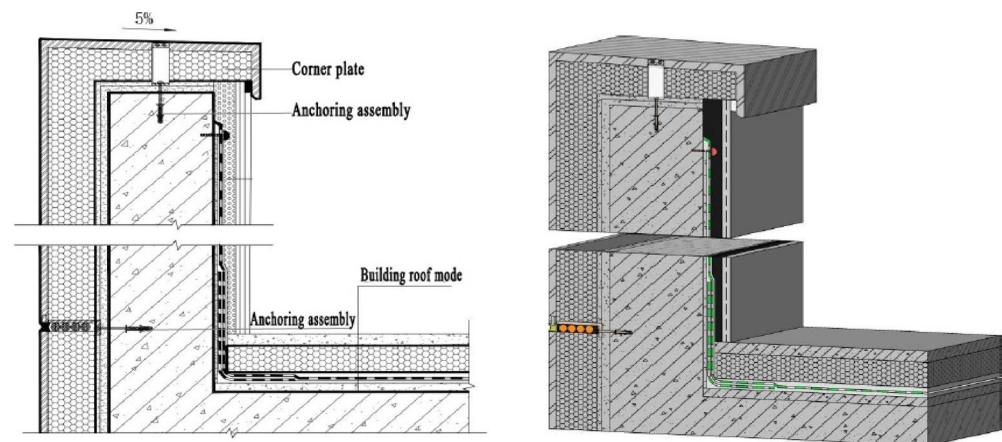 5%
Corner plate
Anchoring assembly
Building roof mode
Anchoring assembly